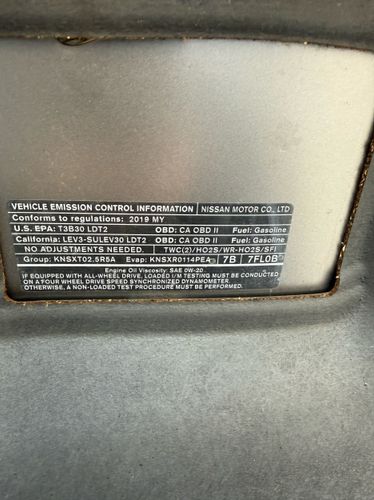 VEHICLE EMISSION CONTROL INFORMATION NISSAN MOTOR CO., LTD
Conforms to regulations: 2019 MY
U.S. EPA: T3B30 LDT2 OBD: CA OBD II Fuel: Gasoline
California: LEV3-SULEV30 LDT2 OBD: CA OBD II Fuel: Gasoline
NO ADJUSTMENTS NEEDED. TWC(2)/HO2S/WR-HO2S/SFI
Group: KNSXT02.5R5A Evap: KNSXR0114PEA 7B 7FL0B
Engine Oil Viscosity: SAE 0W-20
IF EQUIPPED WITH ALL-WHEEL DRIVE, LOADED I/M TESTING MUST BE CONDUCTED
ON A FOUR WHEEL DRIVE SPEED SYNCHRONIZED DYNAMOMETER.
OTHERWISE, A NON-LOADED TEST PROCEDURE MUST BE PERFORMED.